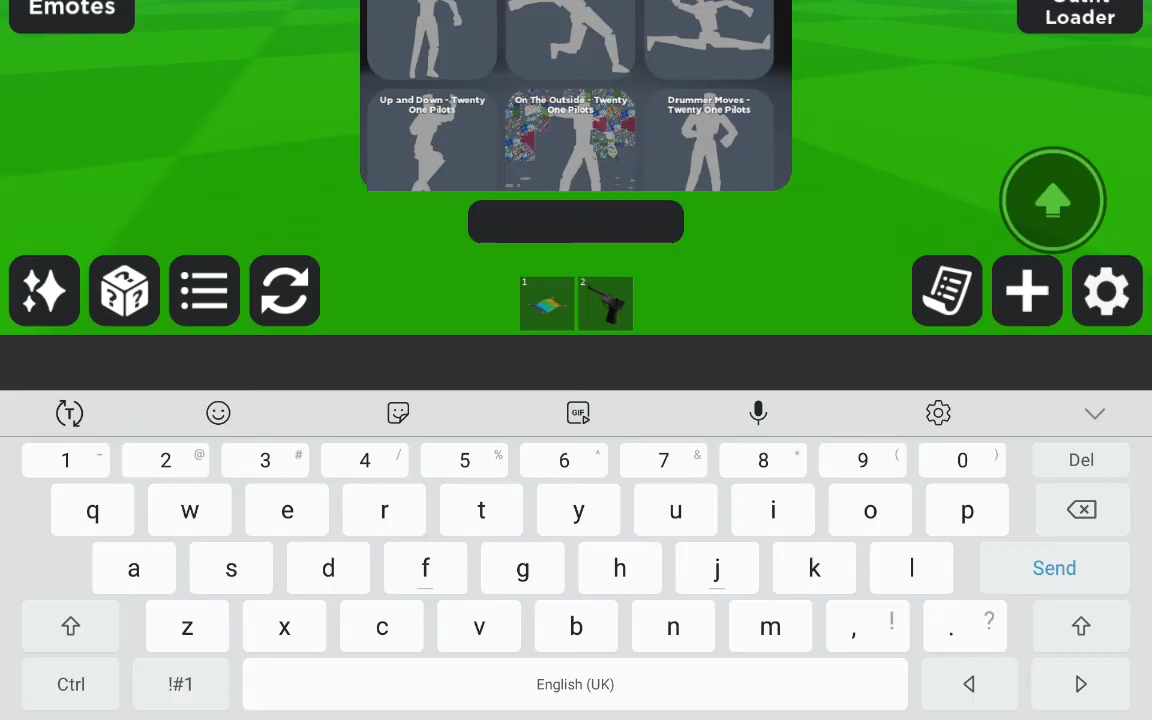 Emotes
Outfit
Loader
Up and Down - Twenty
One Pilots
On The Outside - Twenty
One Pilots
Drummer Moves -
Twenty One Pilots
1
2
GIF
1 -
2 @
3 #
4 /
5 %
6 ^
7 &
8 *
9 (
0 )
Del
q w e r t y u i o p
a s d f g h j k l
Send
z x c v b n m , ! . ?
Ctrl
!#1
English (UK)